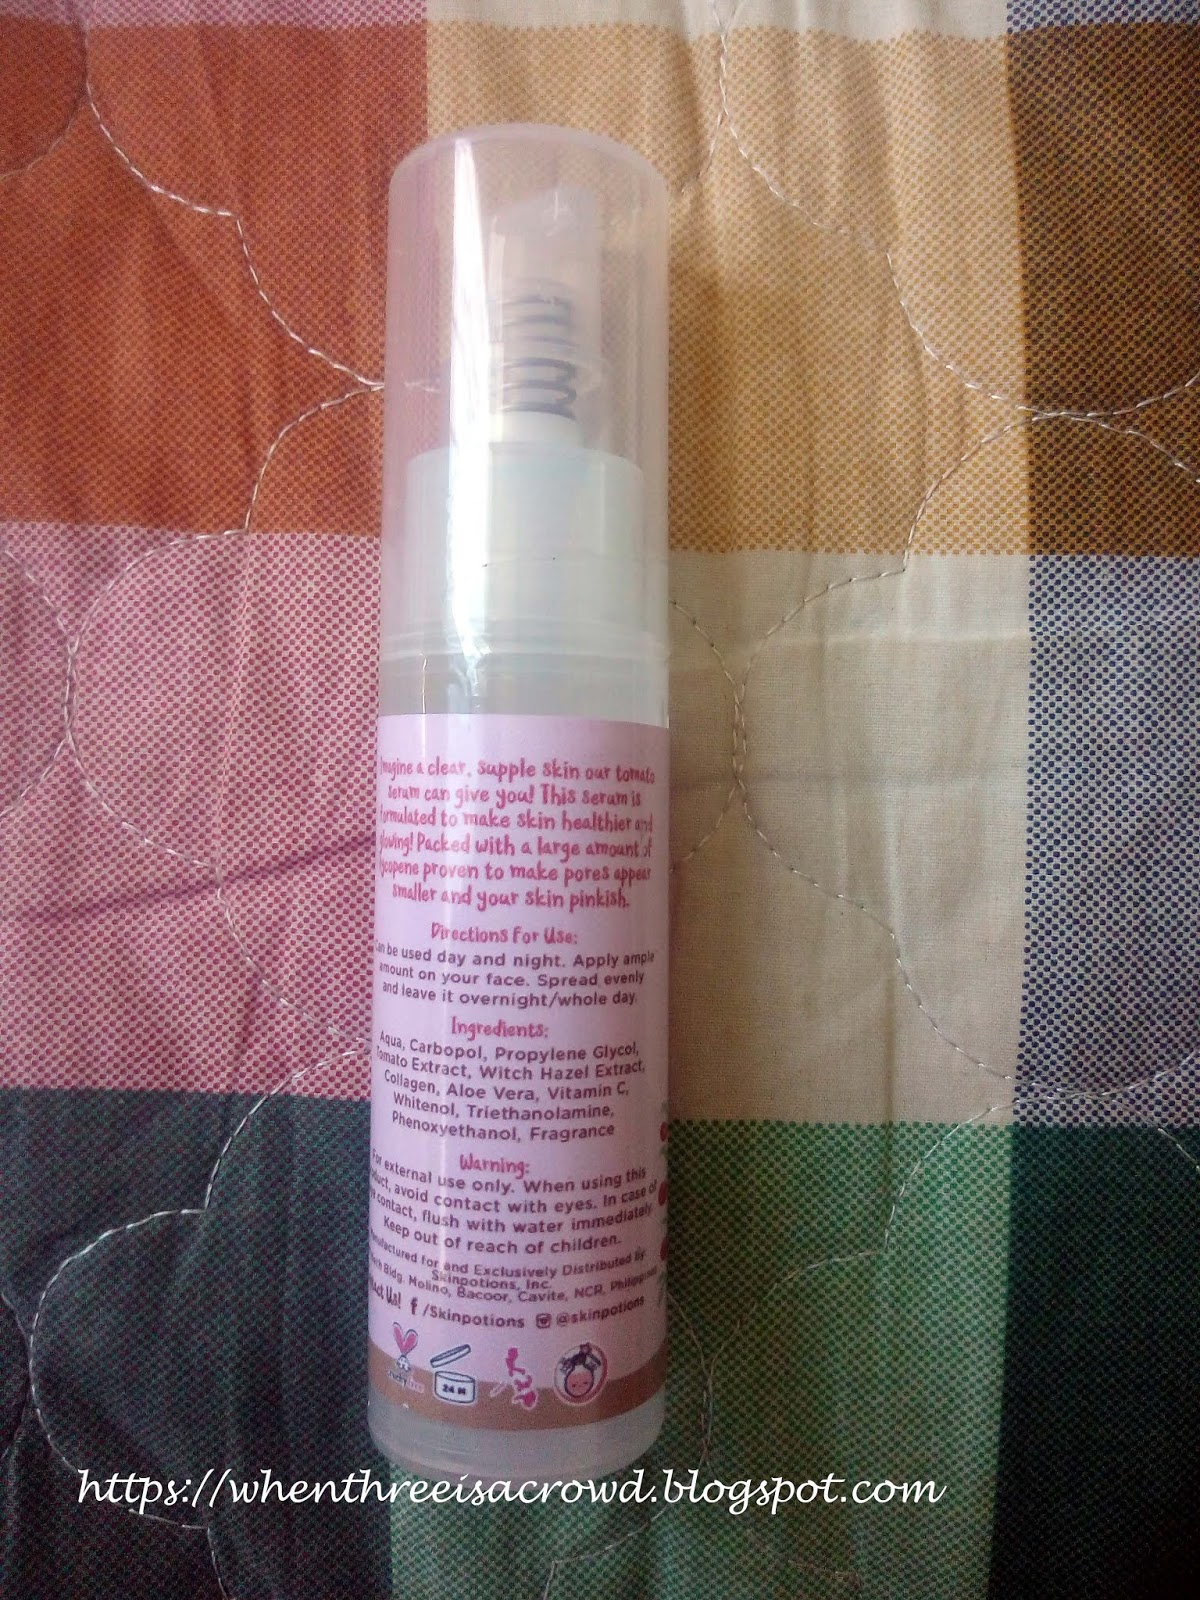 Imagine a clear, supple skin our tomato
serum can give you! This serum is
formulated to make skin healthier and
glowing! Packed with a large amount of
lycopene proven to make pores appear
smaller and your skin pinkish.
Directions For Use:
Can be used day and night. Apply ample
amount on your face. Spread evenly
and leave it overnight/whole day.
Ingredients:
Aqua, Carbopol, Propylene Glycol,
Tomato Extract, Witch Hazel Extract,
Collagen, Aloe Vera, Vitamin C,
Whitenol, Triethanolamine,
Phenoxyethanol, Fragrance
Warning:
For external use only. When using this
product, avoid contact with eyes. In case of
eye contact, flush with water immediately.
Keep out of reach of children.
Manufactured for and Exclusively Distributed By
Skinpotions, Inc.
Bldg. Molino, Bacoor, Cavite, NCR, Philippines
Contact Us! f /Skinpotions @skinpotions
cruelty free
24 M
https://whenthreeisacrowd.blogspot.com